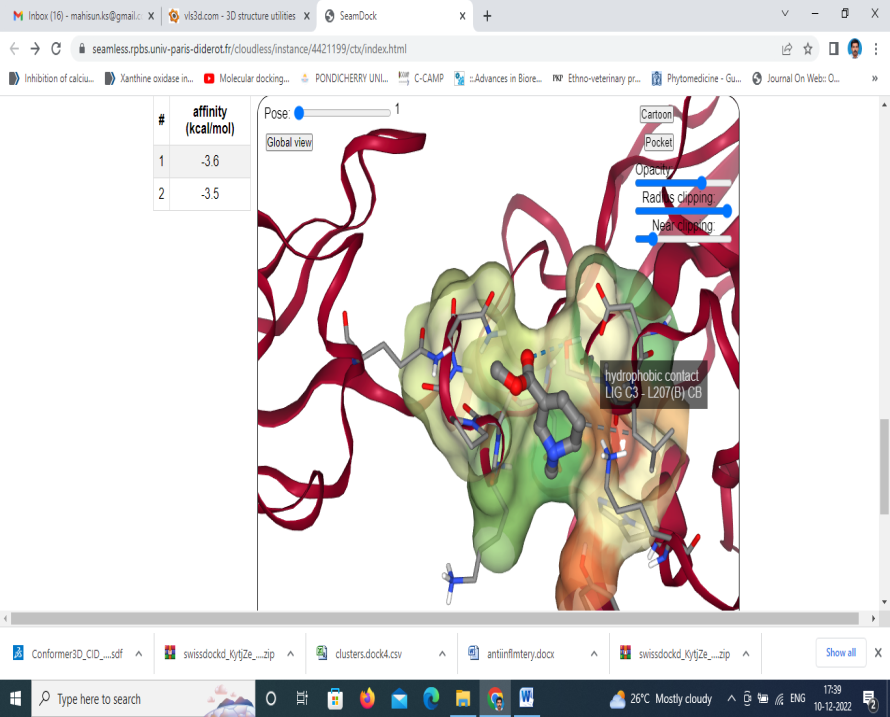 Inbox (16) - mahisun.ks@gmail.c
vls3d.com - 3D structure utilities
SeamDock
seamless.rpbs.univ-paris-diderot.fr/cloudless/instance/4421199/ctx/index.html
Inhibition of calciu...
Xanthine oxidase in...
Molecular docking...
PONDICHERRY UNI...
C-CAMP
::.Advances in Biore...
PKP Ethno-veterinary pr...
Phytomedicine - Gu...
Journal On Web:: O...
»
# affinity
(kcal/mol)
1 -3.6
2 -3.5
Pose: 1
Global view
Cartoon
Pocket
Opacity:
Radius clipping:
Near clipping:
hydrophobic contact
LIG C3 - L207(B) CB
Conformer3D_CID_....sdf
swissdockd_KytjZe_....zip
clusters.dock4.csv
antiinflmtery.docx
swissdockd_KytjZe_....zip
Show all
Type here to search
26°C Mostly cloudy
ENG
17:39
10-12-2022
2